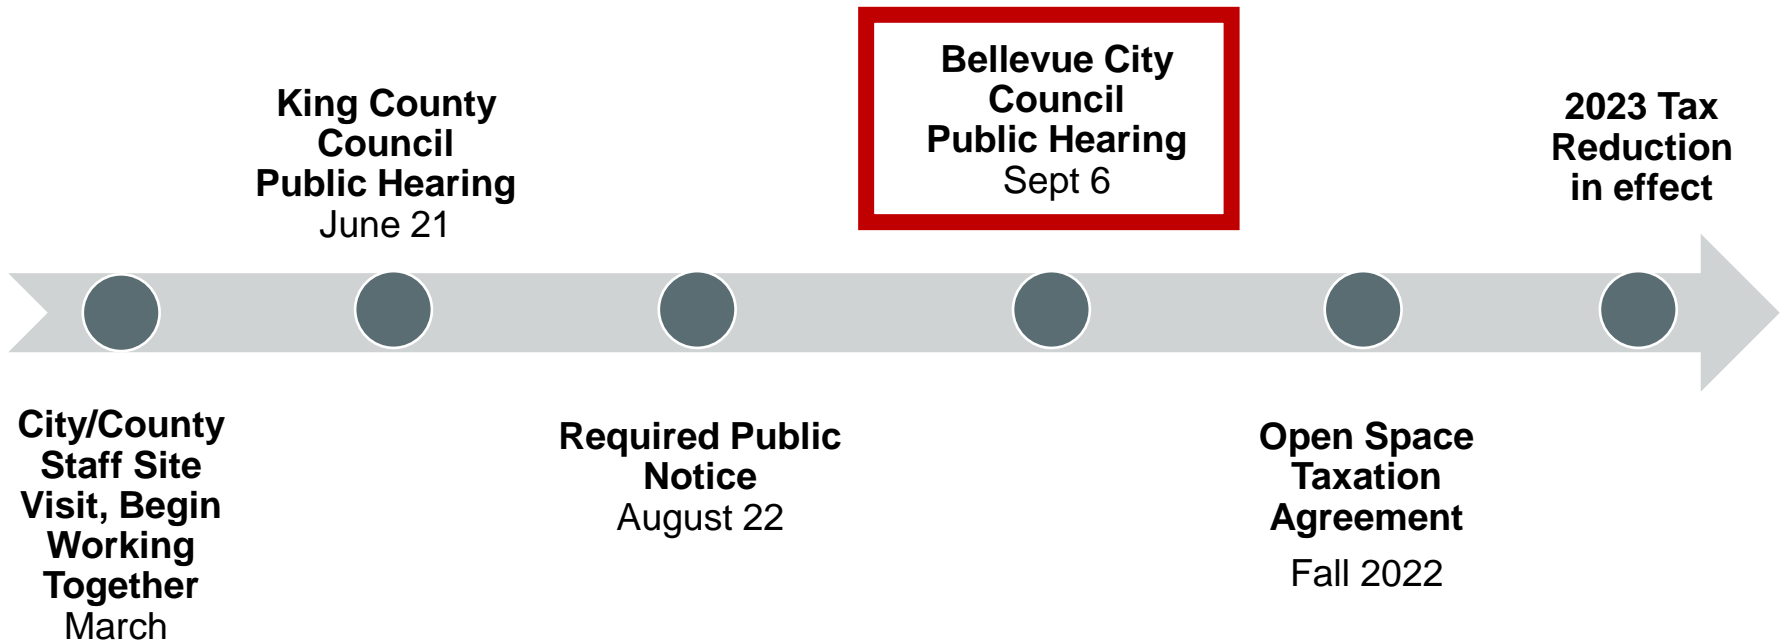 City/County
Staff Site
Visit, Begin
Working
Together
March
King County
Council
Public Hearing
June 21
Required Public
Notice
August 22
Bellevue City
Council
Public Hearing
Sept 6
Open Space
Taxation
Agreement
Fall 2022
2023 Tax
Reduction
in effect